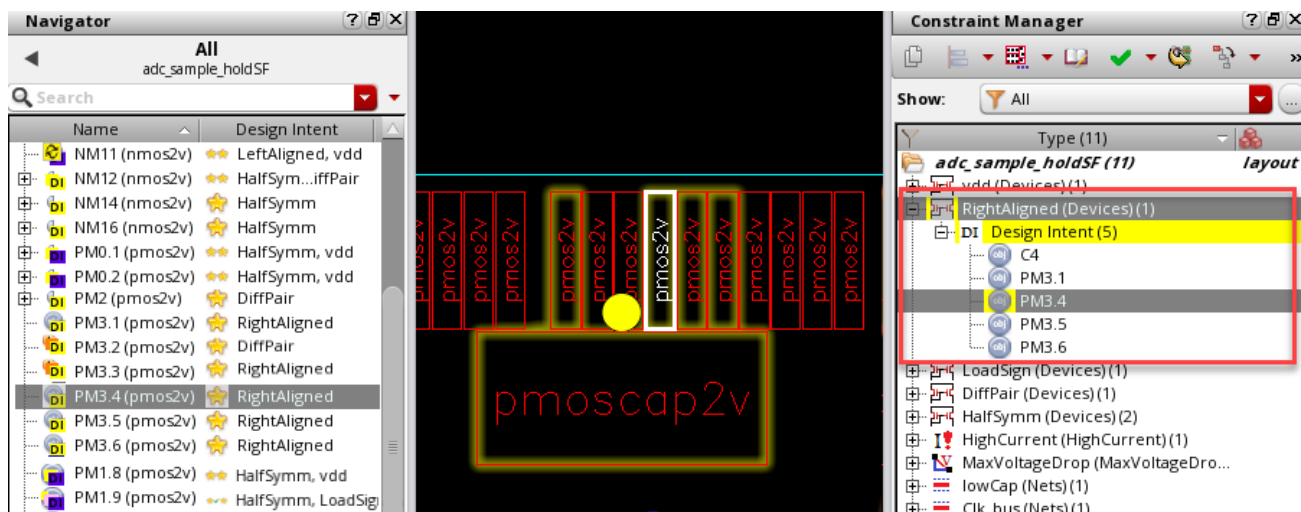 Navigator
All
adc_sample_holdSF
Search
Name Design Intent
NM11 (nmos2v) LeftAligned, vdd
NM12 (nmos2v) HalfSym...iffPair
NM14 (nmos2v) HalfSymm
NM16 (nmos2v) HalfSymm
PM0.1 (pmos2v) HalfSymm, vdd
PM0.2 (pmos2v) HalfSymm, vdd
PM2 (pmos2v) DiffPair
PM3.1 (pmos2v) RightAligned
PM3.2 (pmos2v) DiffPair
PM3.3 (pmos2v) RightAligned
PM3.4 (pmos2v) RightAligned
PM3.5 (pmos2v) RightAligned
PM3.6 (pmos2v) RightAligned
PM1.8 (pmos2v) HalfSymm, vdd
PM1.9 (pmos2v) HalfSymm, LoadSig
pmos2v
pmos2v
pmos2v
pmos2v
pmos2v
pmos2v
pmos2v
pmos2v
pmos2v
pmos2v
pmos2v
pmos2v
pmos2v
pmos2v
pmoscap2v
Constraint Manager
Show: All
Type (11)
adc_sample_holdSF (11) layout
vdd (Devices) (1)
RightAligned (Devices) (1)
DI Design Intent (5)
obj C4
obj PM3.1
obj PM3.4
obj PM3.5
obj PM3.6
LoadSign (Devices) (1)
DiffPair (Devices) (1)
HalfSymm (Devices) (2)
HighCurrent (HighCurrent) (1)
MaxVoltageDrop (MaxVoltageDro...
lowCap (Nets) (1)
Clk_bus (Nets) (1)